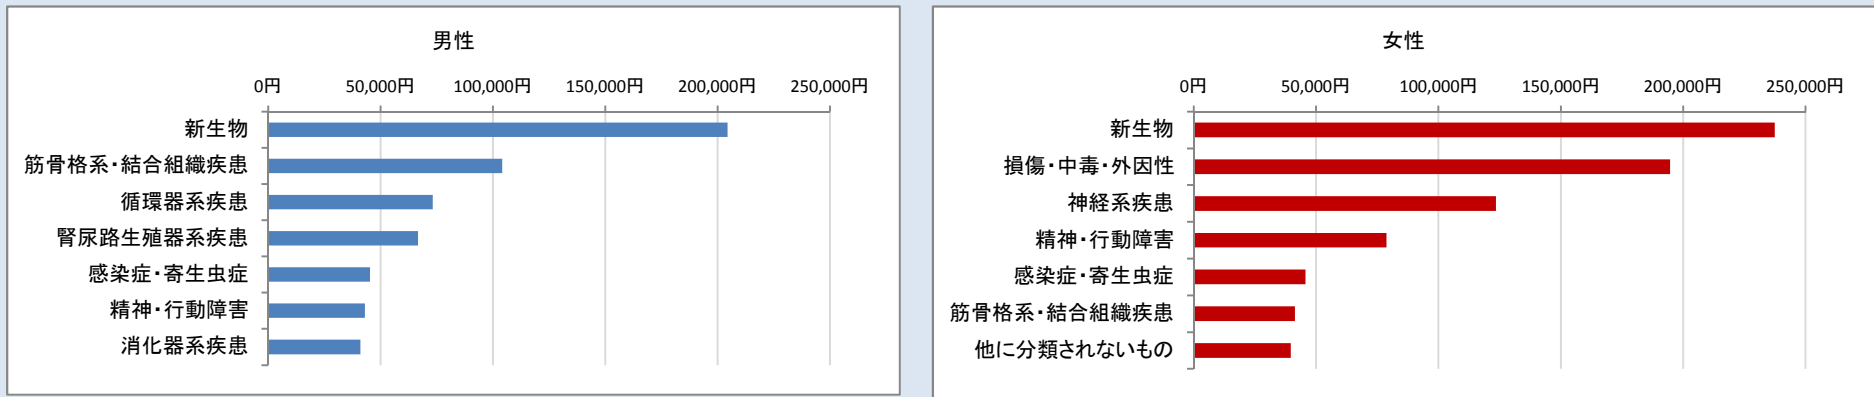 男性
0円 50,000円 100,000円 150,000円 200,000円 250,000円
新生物
筋骨格系・結合組織疾患
循環器系疾患
腎尿路生殖器系疾患
感染症・寄生虫症
精神・行動障害
消化器系疾患
女性
0円 50,000円 100,000円 150,000円 200,000円 250,000円
新生物
損傷・中毒・外因性
神経系疾患
精神・行動障害
感染症・寄生虫症
筋骨格系・結合組織疾患
他に分類されないもの